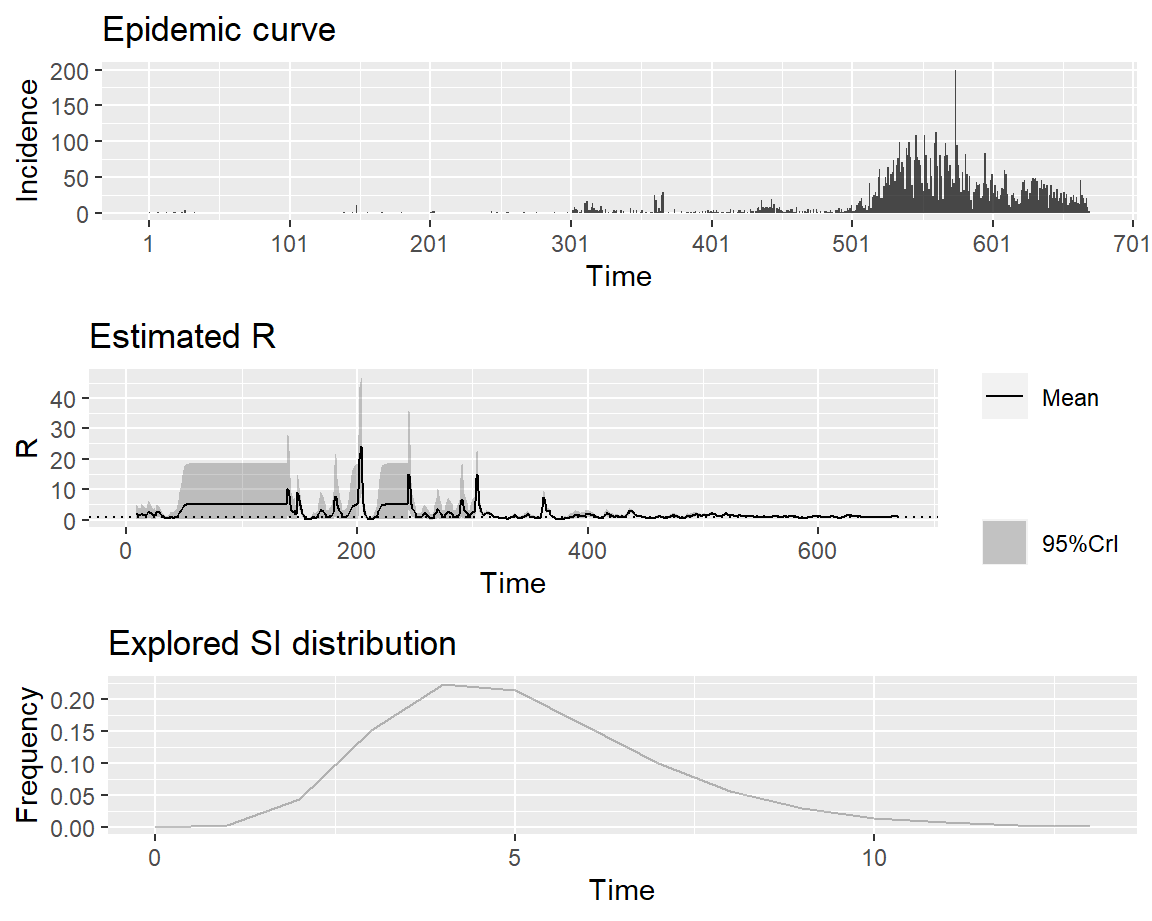 Epidemic curve
Incidence
200
150
100
50
0
1 101 201 301 401 501 601 701
Time
Estimated R
R
40
30
20
10
0
0 200 400 600
Time
Mean
95%CrI
Explored SI distribution
Frequency
0.20
0.15
0.10
0.05
0.00
0 5 10
Time